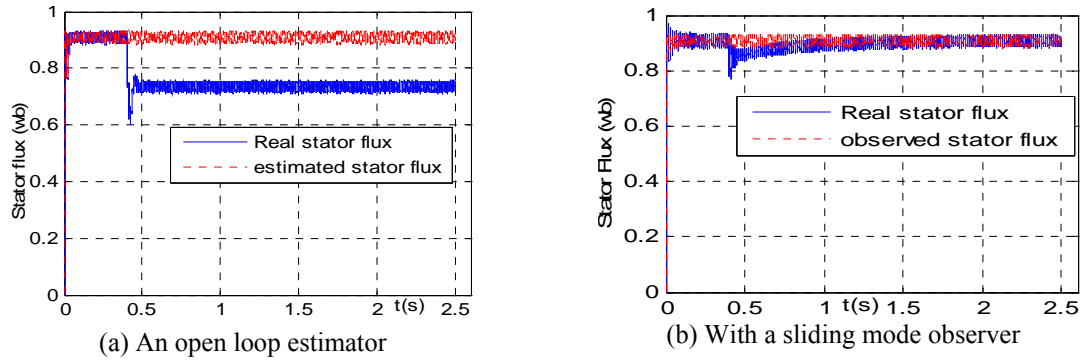 1
0.8
0.6
0.4
0.2
0
Stator flux (wb)
Real stator flux
estimated stator flux
0 0.5 1 1.5 2 t(s) 2.5
(a) An open loop estimator
1
0.8
0.6
0.4
0.2
0
Stator Flux (wb)
Real stator flux
observed stator flux
0 0.5 1 1.5 2 t(s) 2.5
(b) With a sliding mode observer